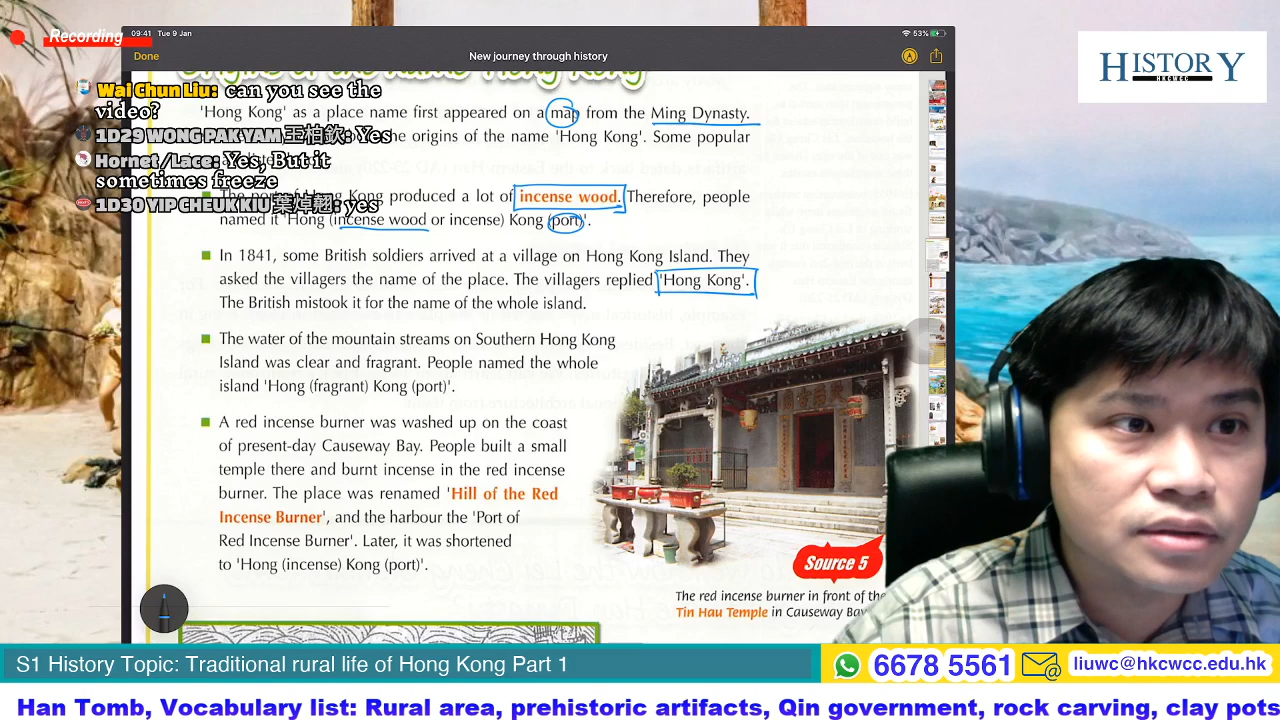 Recording
09:41 Tue 9 Jan
53%
Done
New journey through history
HISTORY
HKCWCC
Origins of the name 'Hong Kong'
Wai Chun Liu: can you see the
video?
1D29 WONG PAK YAM 王柏欽: Yes
Hornet/Lace: Yes, But it
sometimes freeze
1D30 YIP CHEUK KIU: yes
'Hong Kong' as a place name first appeared on a map from the Ming Dynasty.
the origins of the name 'Hong Kong'. Some popular
Hong Kong produced a lot of incense wood. Therefore, people
named it 'Hong (incense wood or incense) Kong (port)'.
In 1841, some British soldiers arrived at a village on Hong Kong Island. They
asked the villagers the name of the place. The villagers replied 'Hong Kong'.
The British mistook it for the name of the whole island.
The water of the mountain streams on Southern Hong Kong
Island was clear and fragrant. People named the whole
island 'Hong (fragrant) Kong (port)'.
A red incense burner was washed up on the coast
of present-day Causeway Bay. People built a small
temple there and burnt incense in the red incense
burner. The place was renamed 'Hill of the Red
Incense Burner', and the harbour the 'Port of
Red Incense Burner'. Later, it was shortened
to 'Hong (incense) Kong (port)'.
Source 5
The red incense burner in front of the
Tin Hau Temple in Causeway Bay
S1 History Topic: Traditional rural life of Hong Kong Part 1
6678 5561
liuwc@hkcwcc.edu.hk
Han Tomb, Vocabulary list: Rural area, prehistoric artifacts, Qin government, rock carving, clay pots